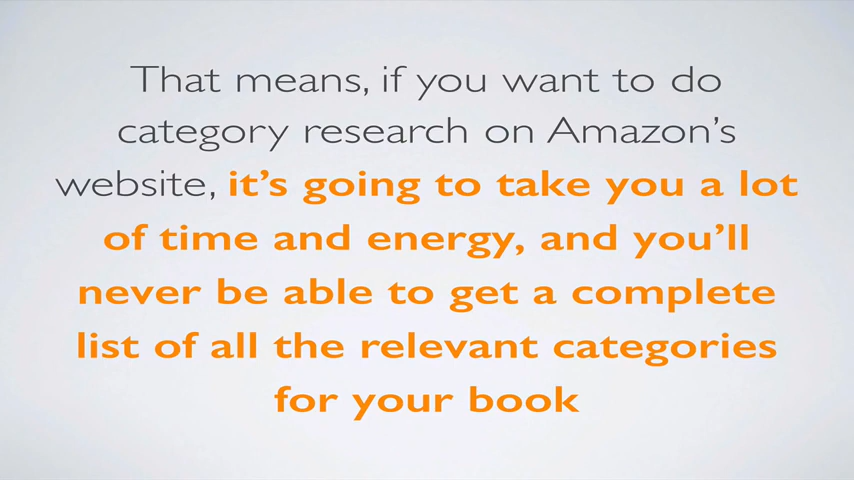 That means, if you want to do
category research on Amazon’s
website, it’s going to take you a lot
of time and energy, and you’ll
never be able to get a complete
list of all the relevant categories
for your book